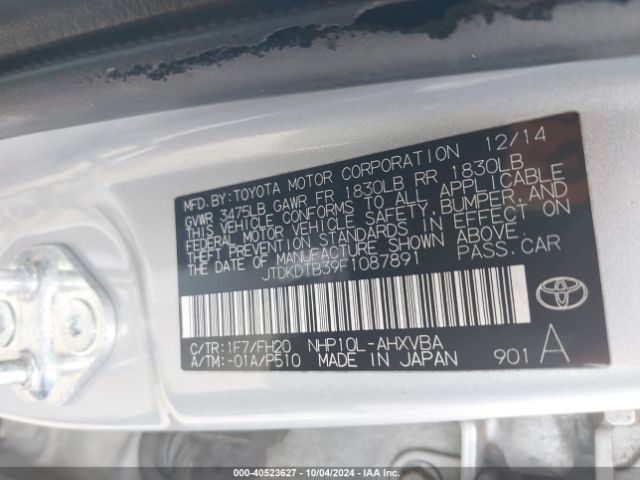 MFD.BY:TOYOTA MOTOR CORPORATION 12/14
GVWR 3475LB GAWR FR 1830LB RR 1830LB
THIS VEHICLE CONFORMS TO ALL APPLICABLE
FEDERAL MOTOR VEHICLE SAFETY, BUMPER, AND
THEFT PREVENTION STANDARDS IN EFFECT ON
THE DATE OF MANUFACTURE SHOWN ABOVE.
JTDKDTB39F1087891 PASS.CAR
C/TR:1F7/FH20 NHP10L-AHXVBA
A/TM:-01A/P510 MADE IN JAPAN 901 A
TOYOTA
000-40523627 - 10/04/2024 - IAA Inc.